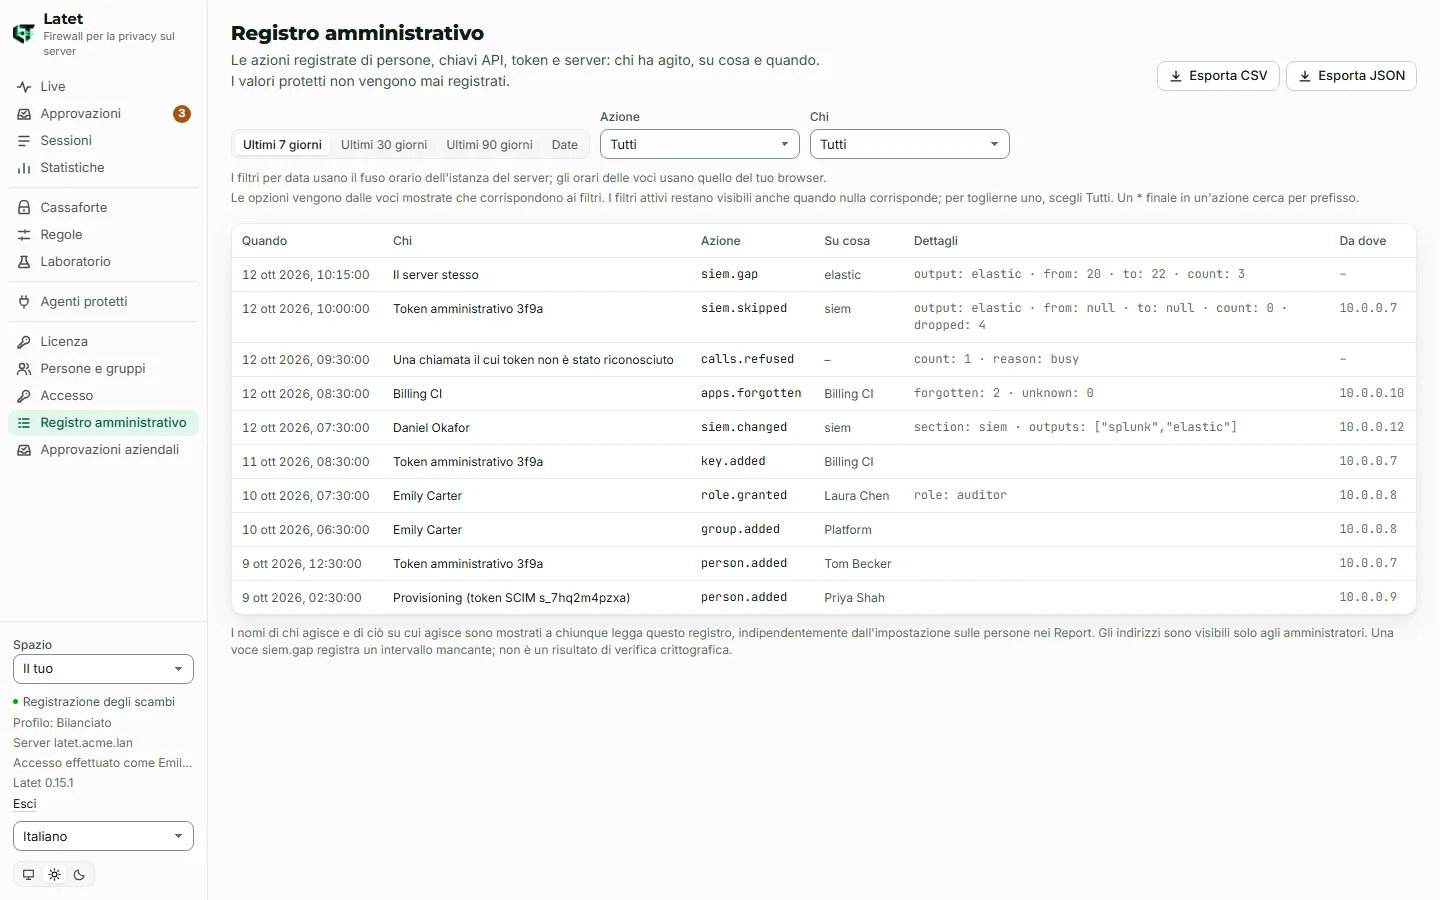 Latet
Firewall per la privacy sul
server
Live
Approvazioni 3
Sessioni
Statistiche
Cassaforte
Regole
Laboratorio
Agenti protetti
Licenza
Persone e gruppi
Accesso
Registro amministrativo
Approvazioni aziendali
Spazio
Il tuo
Registrazione degli scambi
Profilo: Bilanciato
Server latet.acme.lan
Accesso effettuato come Emil...
Latet 0.15.1
Esci
Italiano
Registro amministrativo
Le azioni registrate di persone, chiavi API, token e server: chi ha agito, su cosa e quando.
I valori protetti non vengono mai registrati.
Esporta CSV Esporta JSON
Azione Chi
Ultimi 7 giorni Ultimi 30 giorni Ultimi 90 giorni Date Tutti Tutti
I filtri per data usano il fuso orario dell'istanza del server; gli orari delle voci usano quello del tuo browser.
Le opzioni vengono dalle voci mostrate che corrispondono ai filtri. I filtri attivi restano visibili anche quando nulla corrisponde; per toglierne uno, scegli Tutti. Un * finale in un'azione cerca per prefisso.
Quando Chi Azione Su cosa Dettagli Da dove
12 ott 2026, 10:15:00 Il server stesso siem.gap elastic output: elastic · from: 20 · to: 22 · count: 3 –
12 ott 2026, 10:00:00 Token amministrativo 3f9a siem.skipped siem output: elastic · from: null · to: null · count: 0 · 10.0.0.7
dropped: 4
12 ott 2026, 09:30:00 Una chiamata il cui token non è stato riconosciuto calls.refused – count: 1 · reason: busy –
12 ott 2026, 08:30:00 Billing CI apps.forgotten Billing CI forgotten: 2 · unknown: 0 10.0.0.10
12 ott 2026, 07:30:00 Daniel Okafor siem.changed siem section: siem · outputs: ["splunk","elastic"] 10.0.0.12
11 ott 2026, 08:30:00 Token amministrativo 3f9a key.added Billing CI 10.0.0.7
10 ott 2026, 07:30:00 Emily Carter role.granted Laura Chen role: auditor 10.0.0.8
10 ott 2026, 06:30:00 Emily Carter group.added Platform 10.0.0.8
9 ott 2026, 12:30:00 Token amministrativo 3f9a person.added Tom Becker 10.0.0.7
9 ott 2026, 02:30:00 Provisioning (token SCIM s_7hq2m4pzxa) person.added Priya Shah 10.0.0.9
I nomi di chi agisce e di ciò su cui agisce sono mostrati a chiunque legga questo registro, indipendentemente dall'impostazione sulle persone nei Report. Gli indirizzi sono visibili solo agli amministratori. Una
voce siem.gap registra un intervallo mancante; non è un risultato di verifica crittografica.